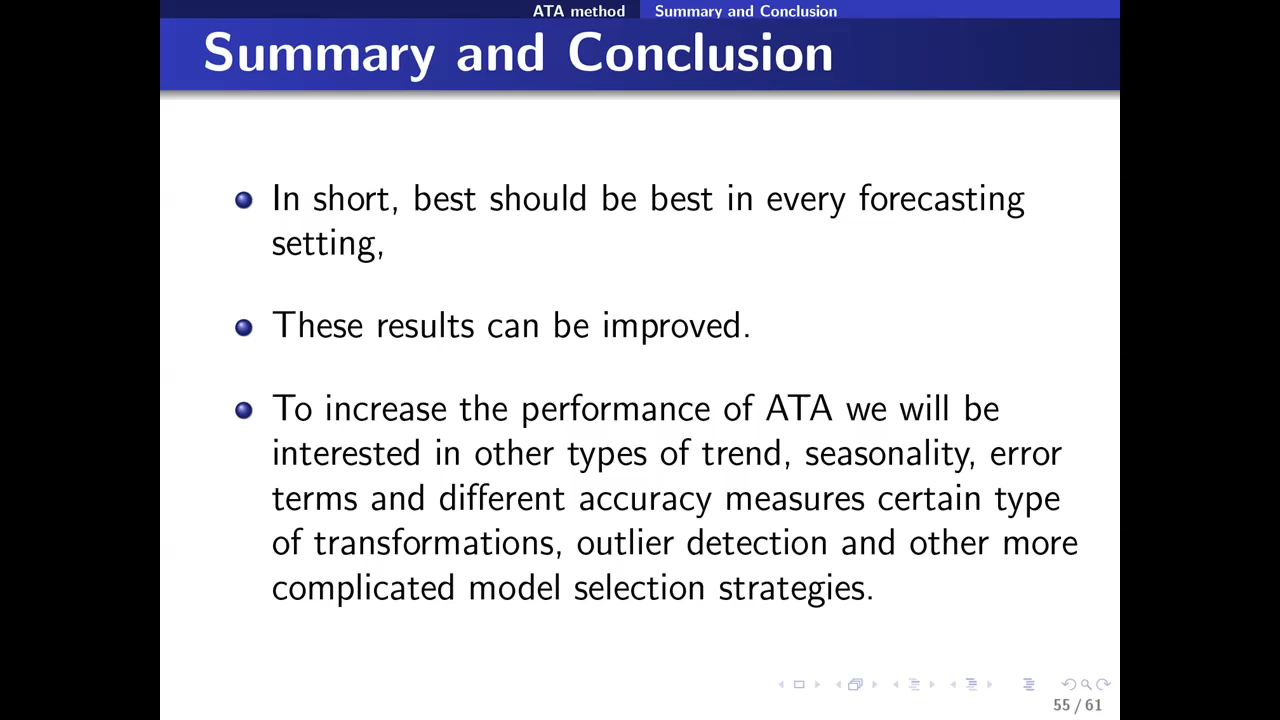 ATA method Summary and Conclusion
Summary and Conclusion
In short, best should be best in every forecasting
setting,
These results can be improved.
To increase the performance of ATA we will be
interested in other types of trend, seasonality, error
terms and different accuracy measures certain type
of transformations, outlier detection and other more
complicated model selection strategies.
55 / 61